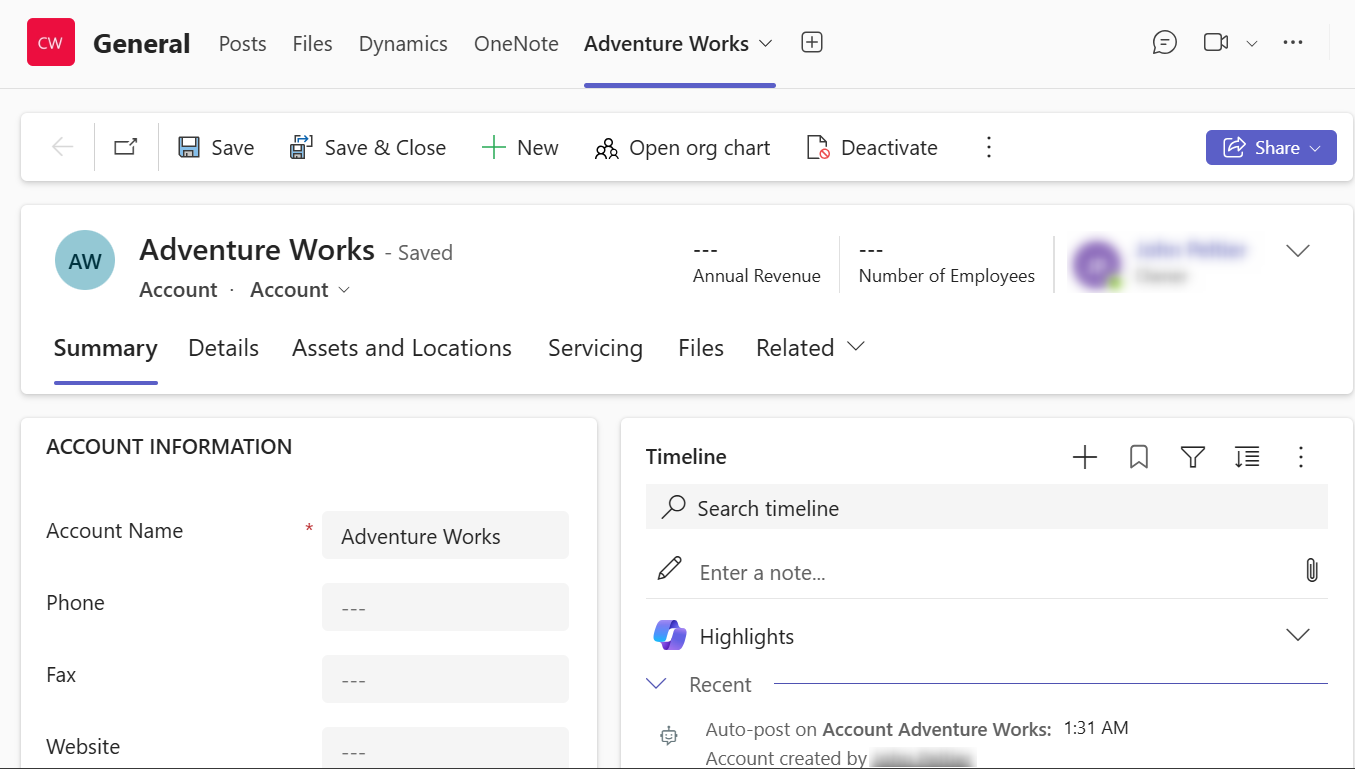 CW General Posts Files Dynamics OneNote Adventure Works
Save Save & Close New Open org chart Deactivate Share
AW
Adventure Works - Saved
Account · Account
---
Annual Revenue
---
Number of Employees
Summary Details Assets and Locations Servicing Files Related
ACCOUNT INFORMATION
Account Name * Adventure Works
Phone ---
Fax ---
Website ---
Timeline
Search timeline
Enter a note...
Highlights
Recent
Auto-post on Account Adventure Works: 1:31 AM
Account created by